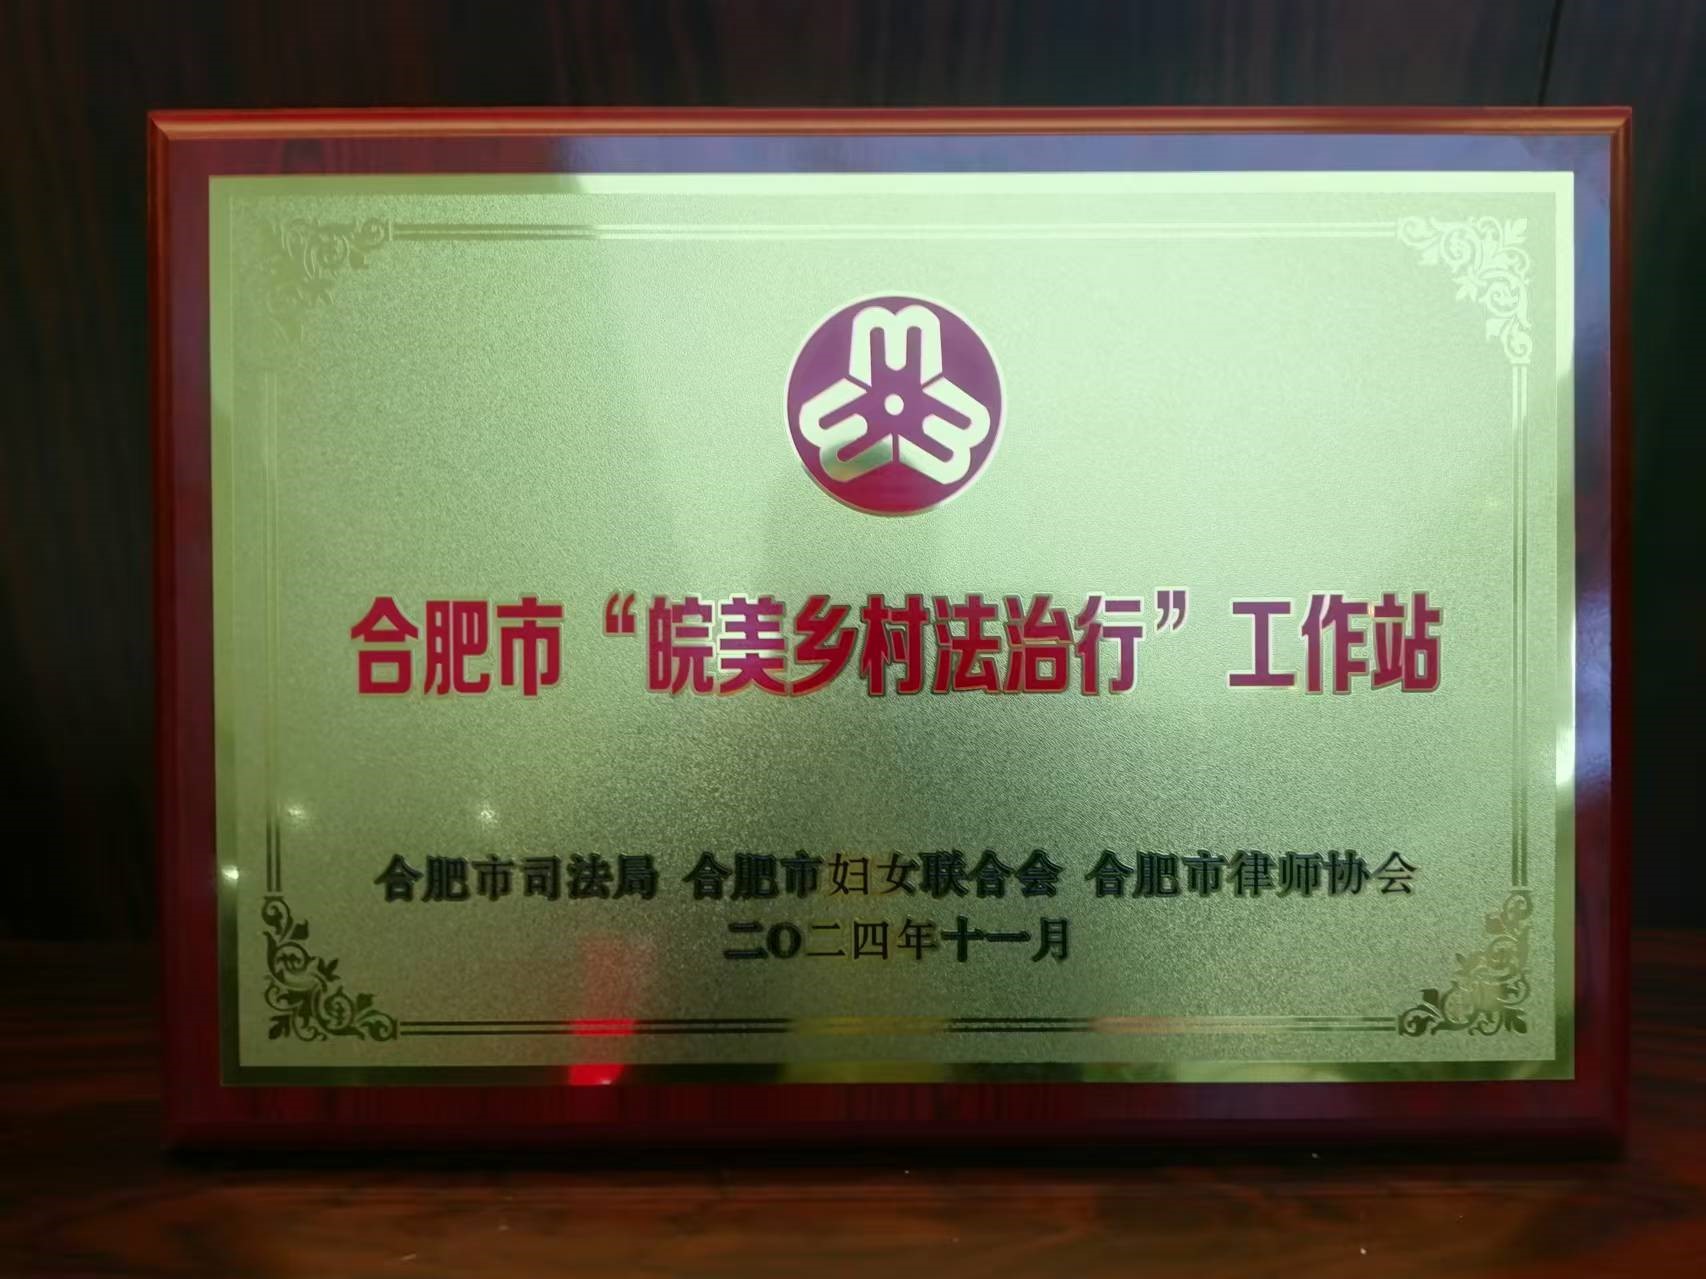 合肥市“皖美乡村法治行”工作站
合肥市司法局 合肥市妇女联合会 合肥市律师协会
二〇二四年十一月